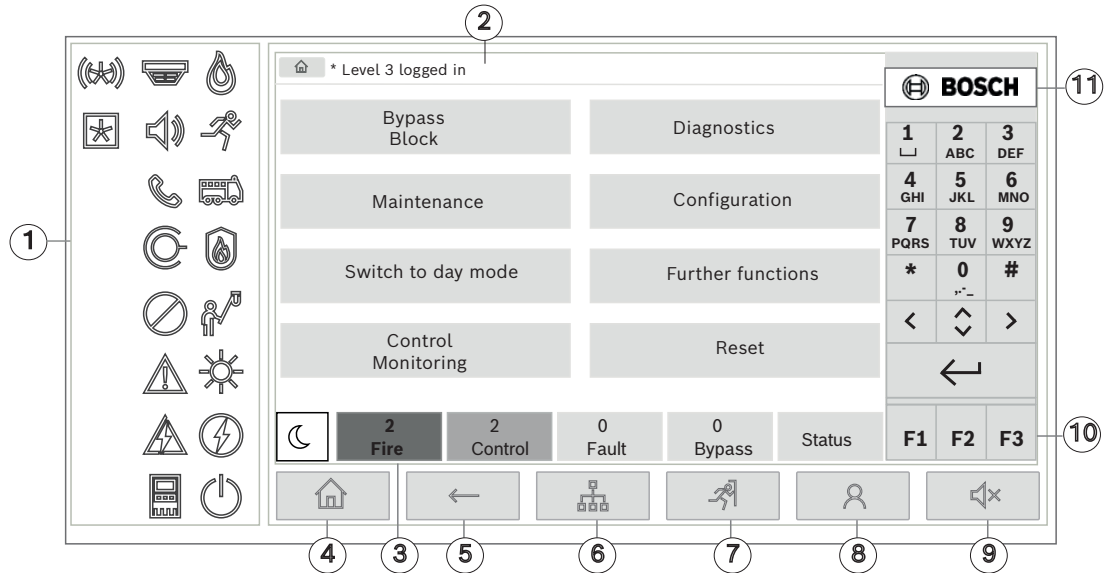 2
* Level 3 logged in
BOSCH
11
Bypass
Block
Diagnostics
Maintenance
Configuration
Switch to day mode
Further functions
Control
Monitoring
Reset
1
2
ABC
3
DEF
4
GHI
5
JKL
6
MNO
7
PQRS
8
TUV
9
WXYZ
*
0
,.-_
#
<
>
1
2
Fire
2
Control
0
Fault
0
Bypass
Status
F1
F2
F3
10
4
3
5
6
7
8
9